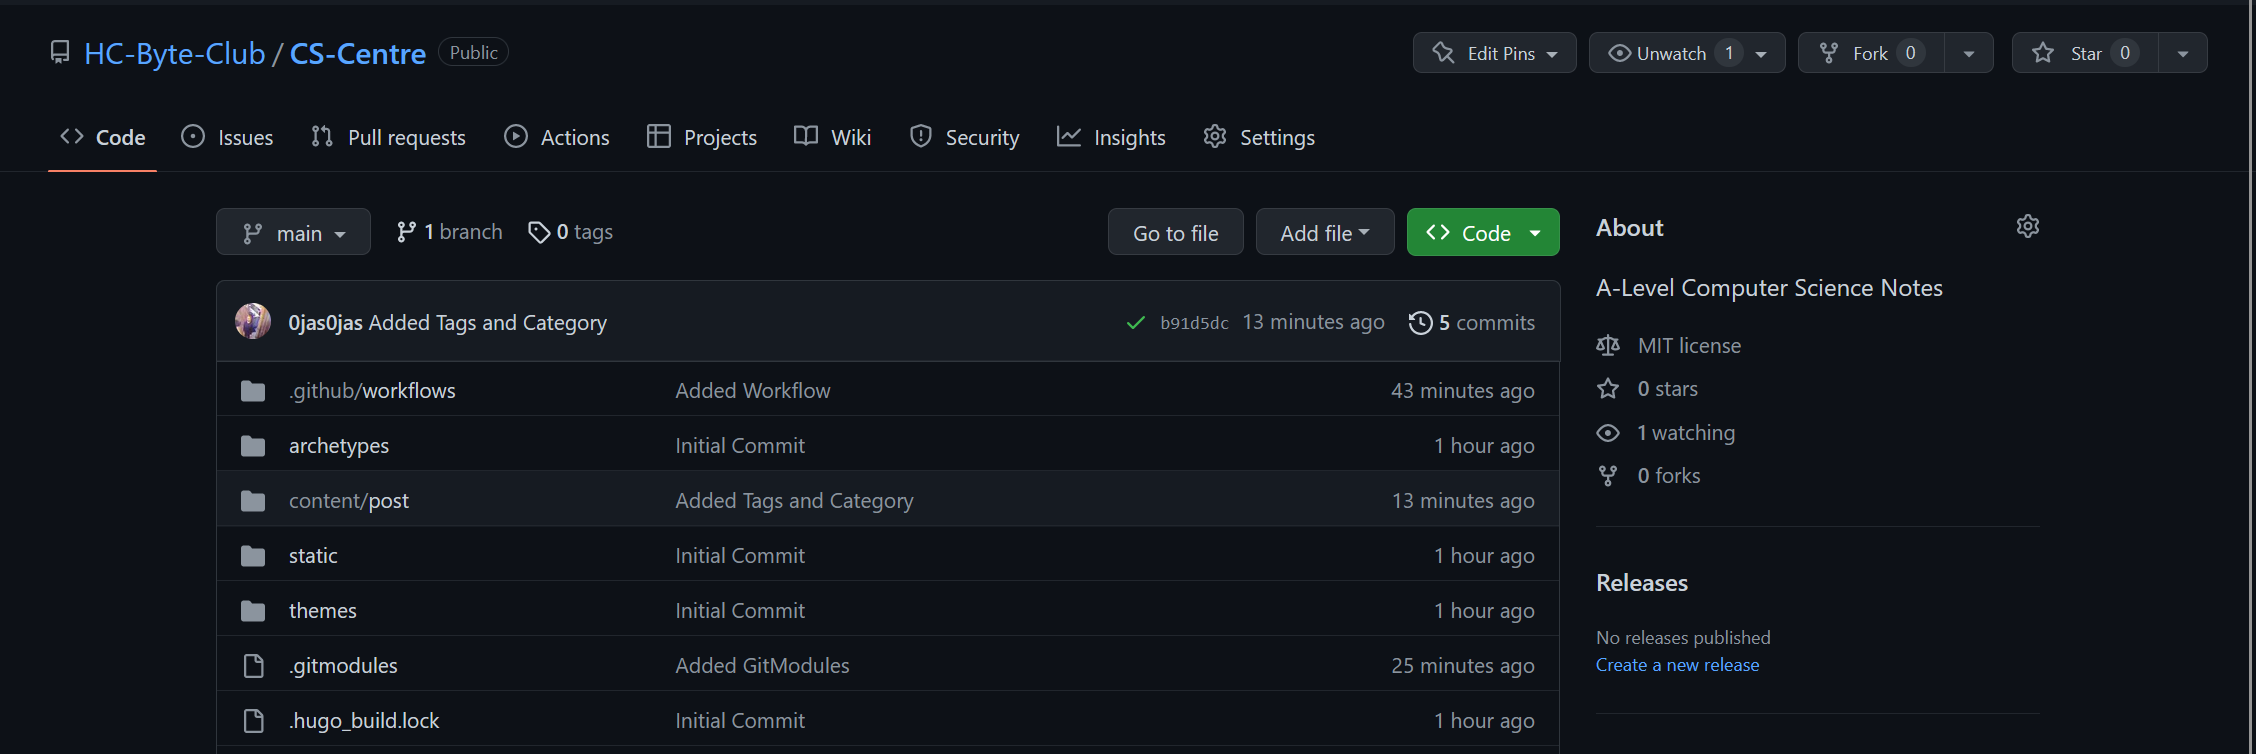 HC-Byte-Club / CS-Centre Public
Edit Pins Unwatch 1 Fork 0 Star 0
Code Issues Pull requests Actions Projects Wiki Security Insights Settings
main 1 branch 0 tags Go to file Add file Code
0jas0jas Added Tags and Category b91d5dc 13 minutes ago 5 commits
.github/workflows Added Workflow 43 minutes ago
archetypes Initial Commit 1 hour ago
content/post Added Tags and Category 13 minutes ago
static Initial Commit 1 hour ago
themes Initial Commit 1 hour ago
.gitmodules Added GitModules 25 minutes ago
.hugo_build.lock Initial Commit 1 hour ago
About
A-Level Computer Science Notes
MIT license
0 stars
1 watching
0 forks
Releases
No releases published
Create a new release